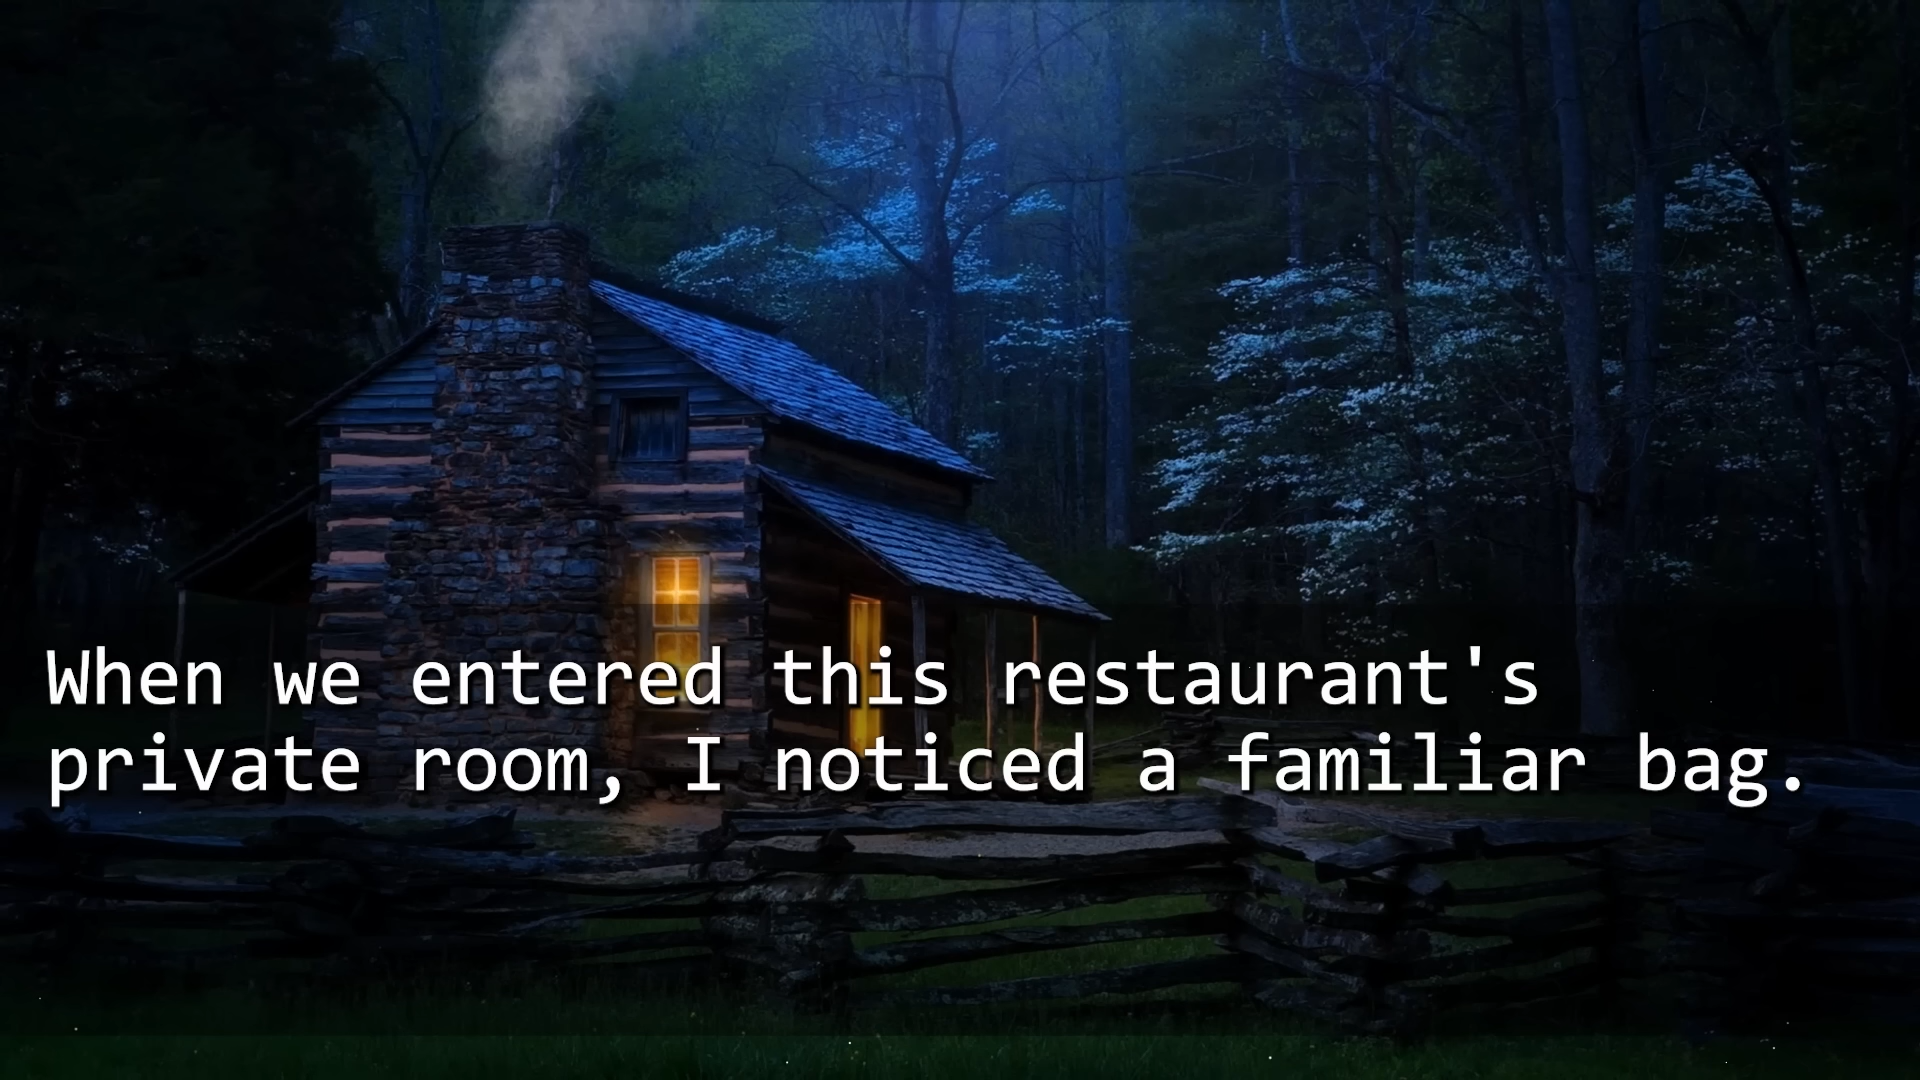 When we entered this restaurant's
private room, I noticed a familiar bag.